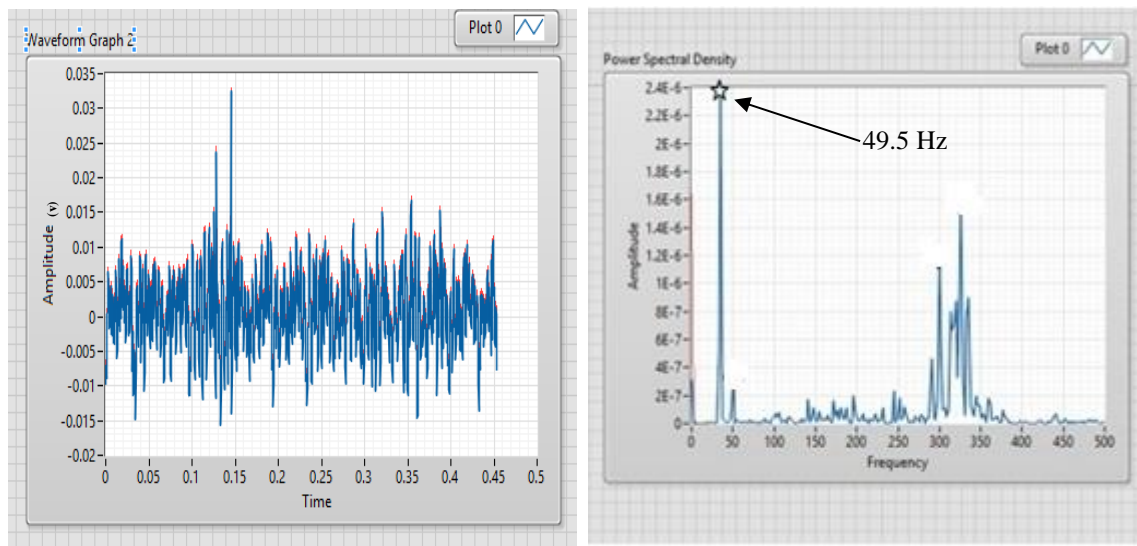 Waveform Graph 2
Plot 0
Amplitude (v)
0.035
0.03
0.025
0.02
0.015
0.01
0.005
0
-0.005
-0.01
-0.015
-0.02
0 0.05 0.1 0.15 0.2 0.25 0.3 0.35 0.4 0.45 0.5
Time
Power Spectral Density
Plot 0
Amplitude
2.4E-6
2.2E-6
2E-6
1.8E-6
1.6E-6
1.4E-6
1.2E-6
1E-6
8E-7
6E-7
4E-7
2E-7
0
49.5 Hz
0 50 100 150 200 250 300 350 400 450 500
Frequency